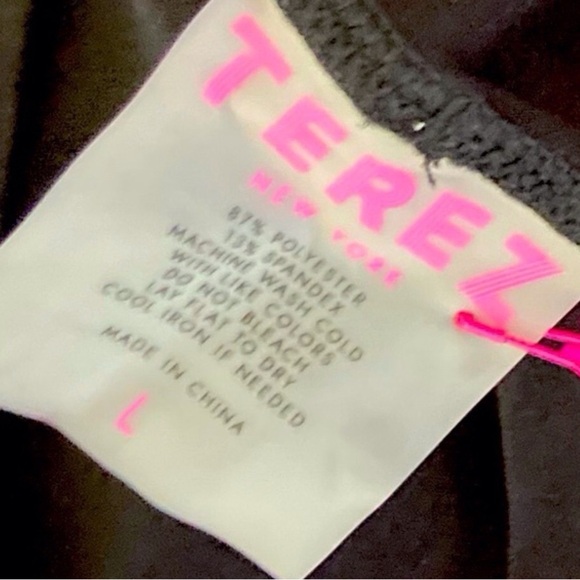 TEREZ
NEW YORK
87% POLYESTER
13% SPANDEX
MACHINE WASH COLD
WITH LIKE COLORS
DO NOT BLEACH
LAY FLAT TO DRY
COOL IRON IF NEEDED
MADE IN CHINA
L